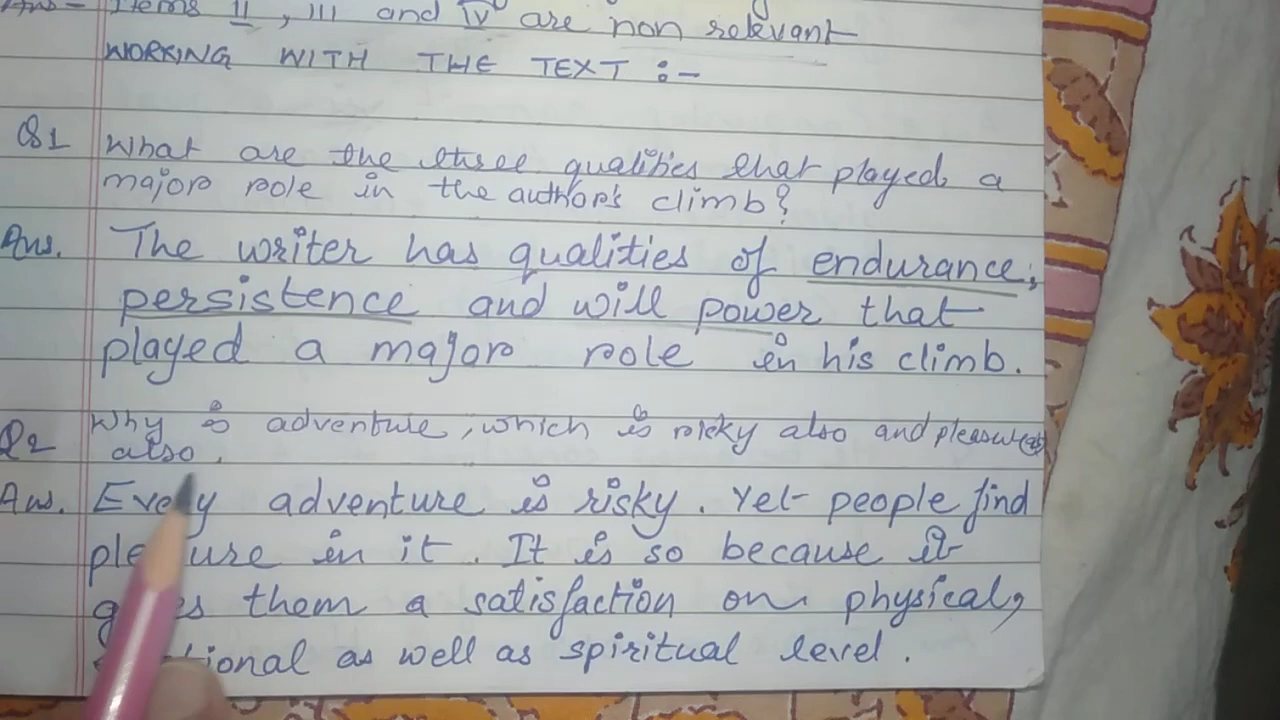 Ans - Items II, III and IV are non relevant
WORKING WITH THE TEXT :-
Q1 What are the three qualities that played a
major role in the author's climb?
Ans. The writer has qualities of endurance,
persistence and will power that
played a major role in his climb.
Why is adventure, which is risky also and pleasure
Q2 also.
Ans. Every adventure is risky. Yet people find
pleasure in it. It is so because it
gives them a satisfaction on physical,
as well as spiritual level.